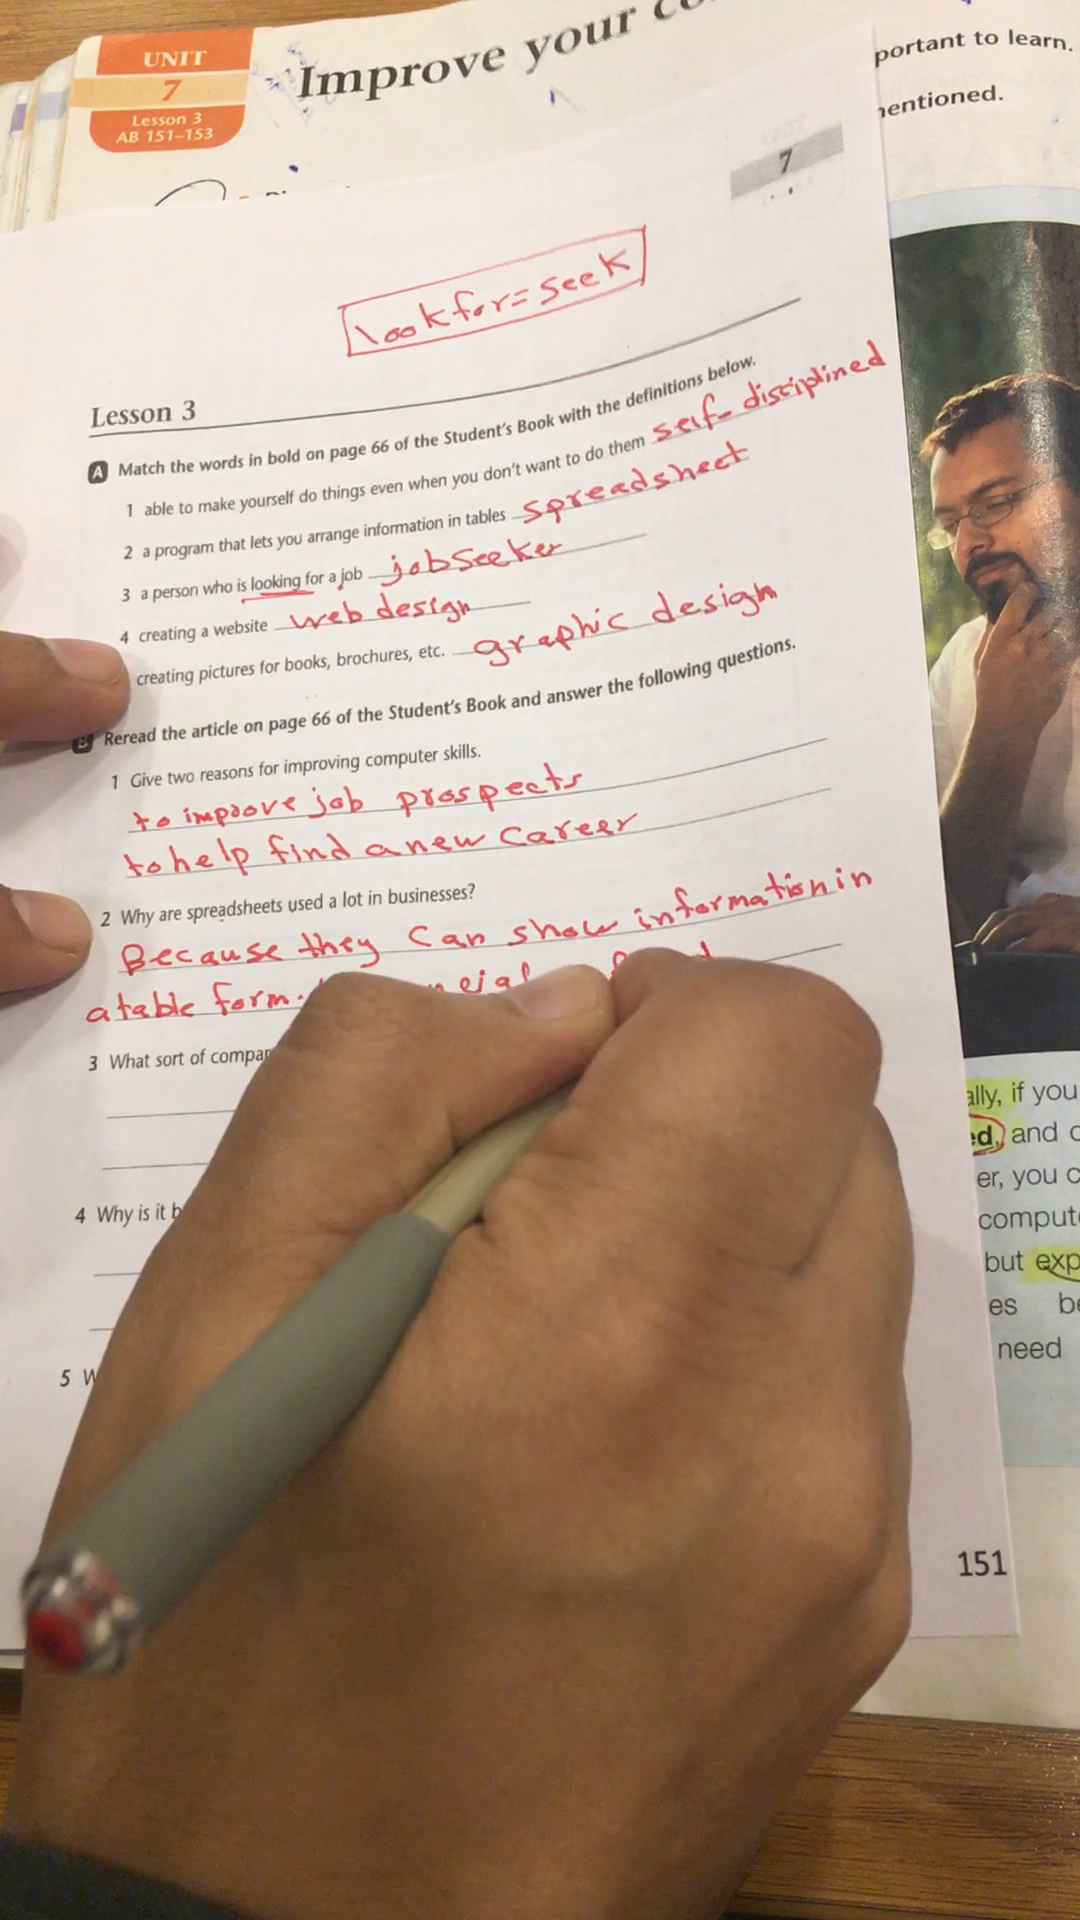 UNIT
7
Lesson 3
AB 151–153
Improve your
portant to learn.
mentioned.
7
look for = seek
Lesson 3
A Match the words in bold on page 66 of the Student's Book with the definitions below.
1 able to make yourself do things even when you don't want to do them self-disciplined
2 a program that lets you arrange information in tables spreadsheet
3 a person who is looking for a job job seeker
4 creating a website web design
creating pictures for books, brochures, etc. graphic design
B Reread the article on page 66 of the Student's Book and answer the following questions.
1 Give two reasons for improving computer skills.
to improve job prospects
to help find a new career
2 Why are spreadsheets used a lot in businesses?
Because they can show information in
a table form.
3 What sort of compa
4 Why is it b
5 W
ally, if you
ed, and
er, you
comput
but exp
es be
need
151